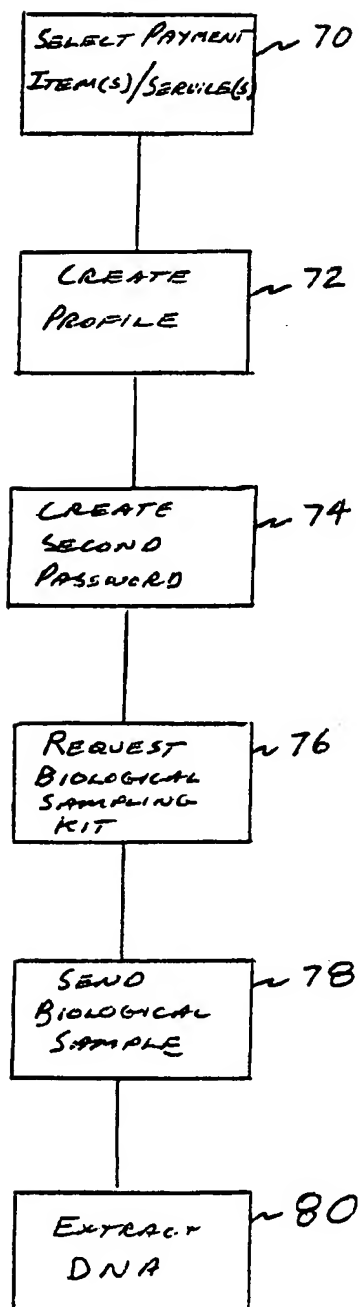 SELECT PAYMENT
ITEM(S)/SERVICE(S)
70
CREATE
PROFILE
72
CREATE
SECOND
PASSWORD
74
REQUEST
BIOLOGICAL
SAMPLING
KIT
76
SEND
BIOLOGICAL
SAMPLE
78
EXTRACT
DNA
80